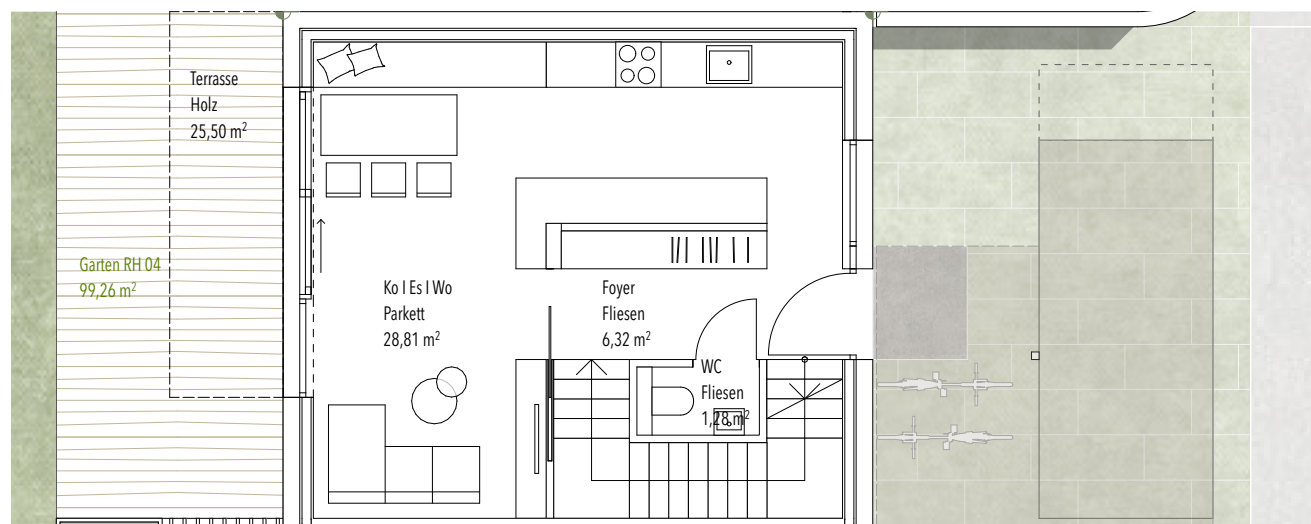 Terrasse
Holz
25,50 m²
Garten RH 04
99,26 m²
Ko I Es I Wo
Parkett
28,81 m²
Foyer
Fliesen
6,32 m²
WC
Fliesen
1,28 m²